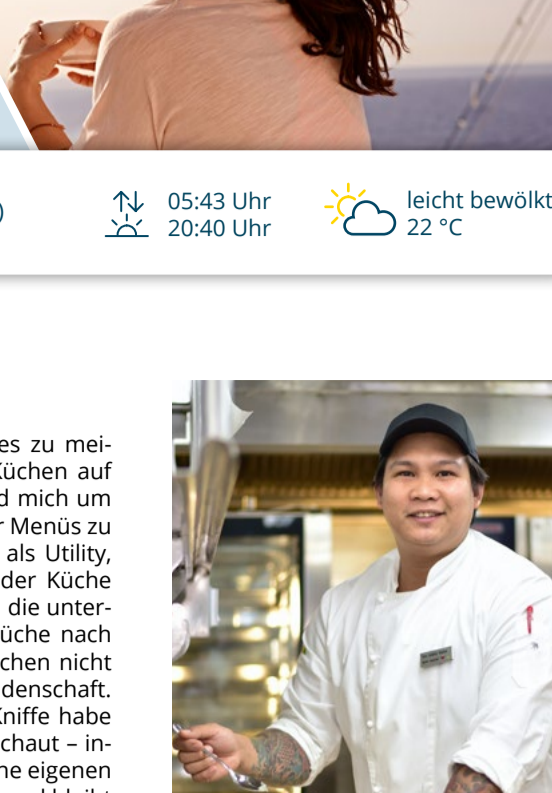 05:43 Uhr
20:40 Uhr
leicht bewölkt
22 °C
es zu mei-
Küchen auf
d mich um
r Menüs zu
als Utility,
der Küche
die unter-
üche nach
chen nicht
denschaft.
Kniffe habe
chaut – in-
ne eigenen